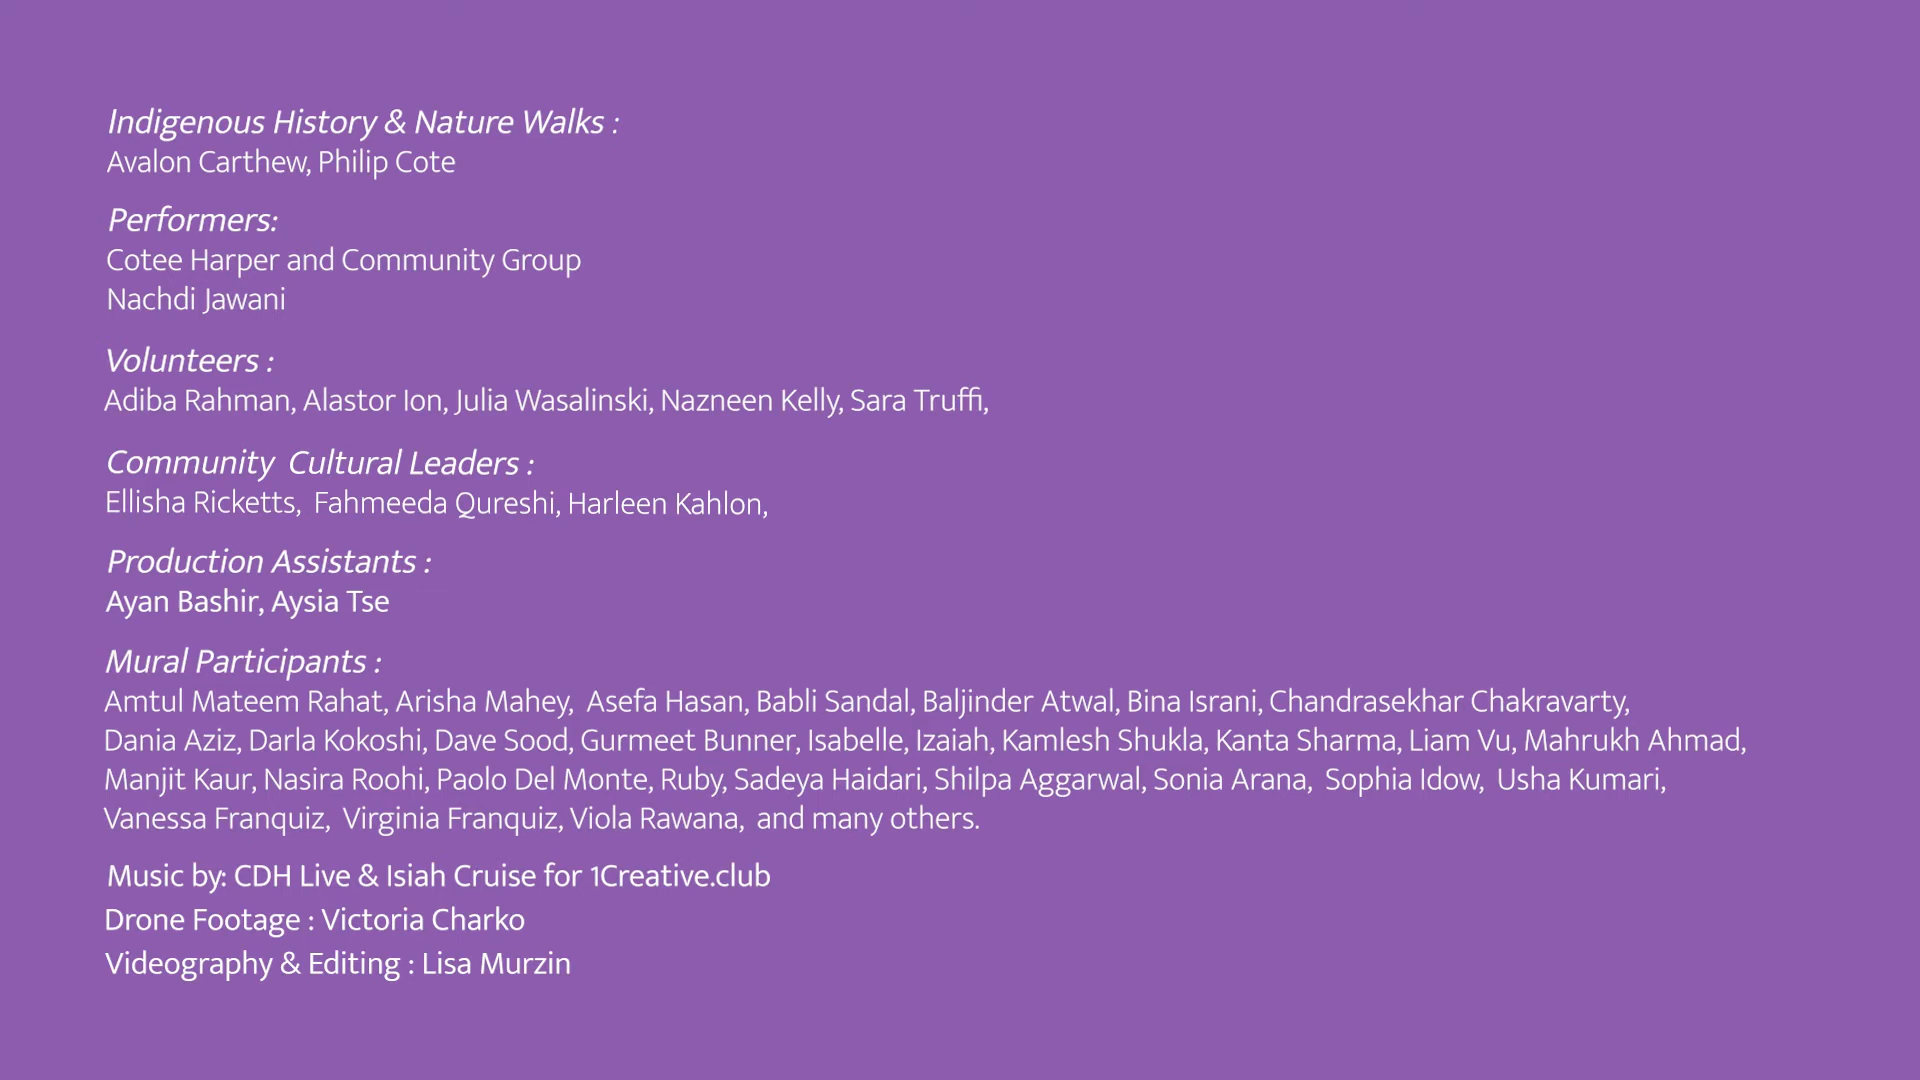 Indigenous History & Nature Walks :
Avalon Carthew, Philip Cote
Performers:
Cotee Harper and Community Group
Nachdi Jawani
Volunteers :
Adiba Rahman, Alastor Ion, Julia Wasalinski, Nazneen Kelly, Sara Truffi,
Community Cultural Leaders :
Ellisha Ricketts, Fahmeeda Qureshi, Harleen Kahlon,
Production Assistants :
Ayan Bashir, Aysia Tse
Mural Participants :
Amtul Mateem Rahat, Arisha Mahey, Asefa Hasan, Babli Sandal, Baljinder Atwal, Bina Israni, Chandrasekhar Chakravarty,
Dania Aziz, Darla Kokoshi, Dave Sood, Gurmeet Bunner, Isabelle, Izaiah, Kamlesh Shukla, Kanta Sharma, Liam Vu, Mahrukh Ahmad,
Manjit Kaur, Nasira Roohi, Paolo Del Monte, Ruby, Sadeya Haidari, Shilpa Aggarwal, Sonia Arana, Sophia Idow, Usha Kumari,
Vanessa Franquiz, Virginia Franquiz, Viola Rawana, and many others.
Music by: CDH Live & Isiah Cruise for 1Creative.club
Drone Footage : Victoria Charko
Videography & Editing : Lisa Murzin